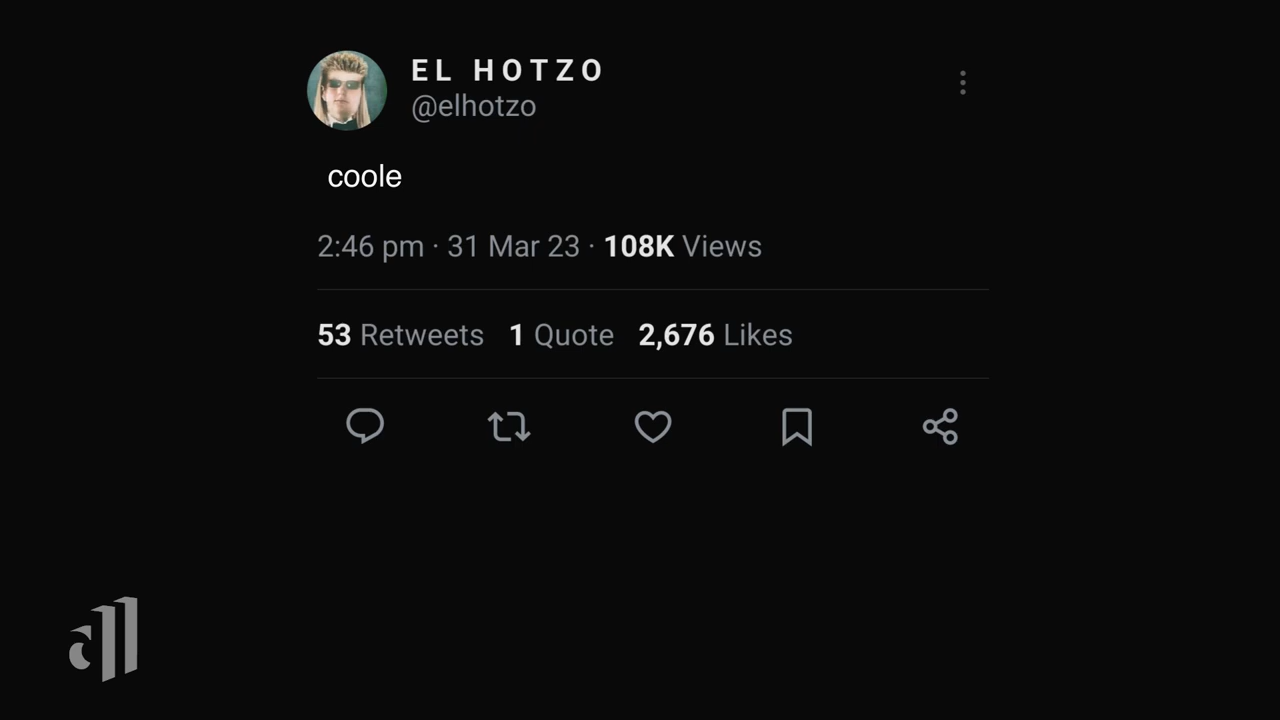 EL HOTZO
@elhotzo
coole
2:46 pm · 31 Mar 23 · 108K Views
53 Retweets 1 Quote 2,676 Likes
all